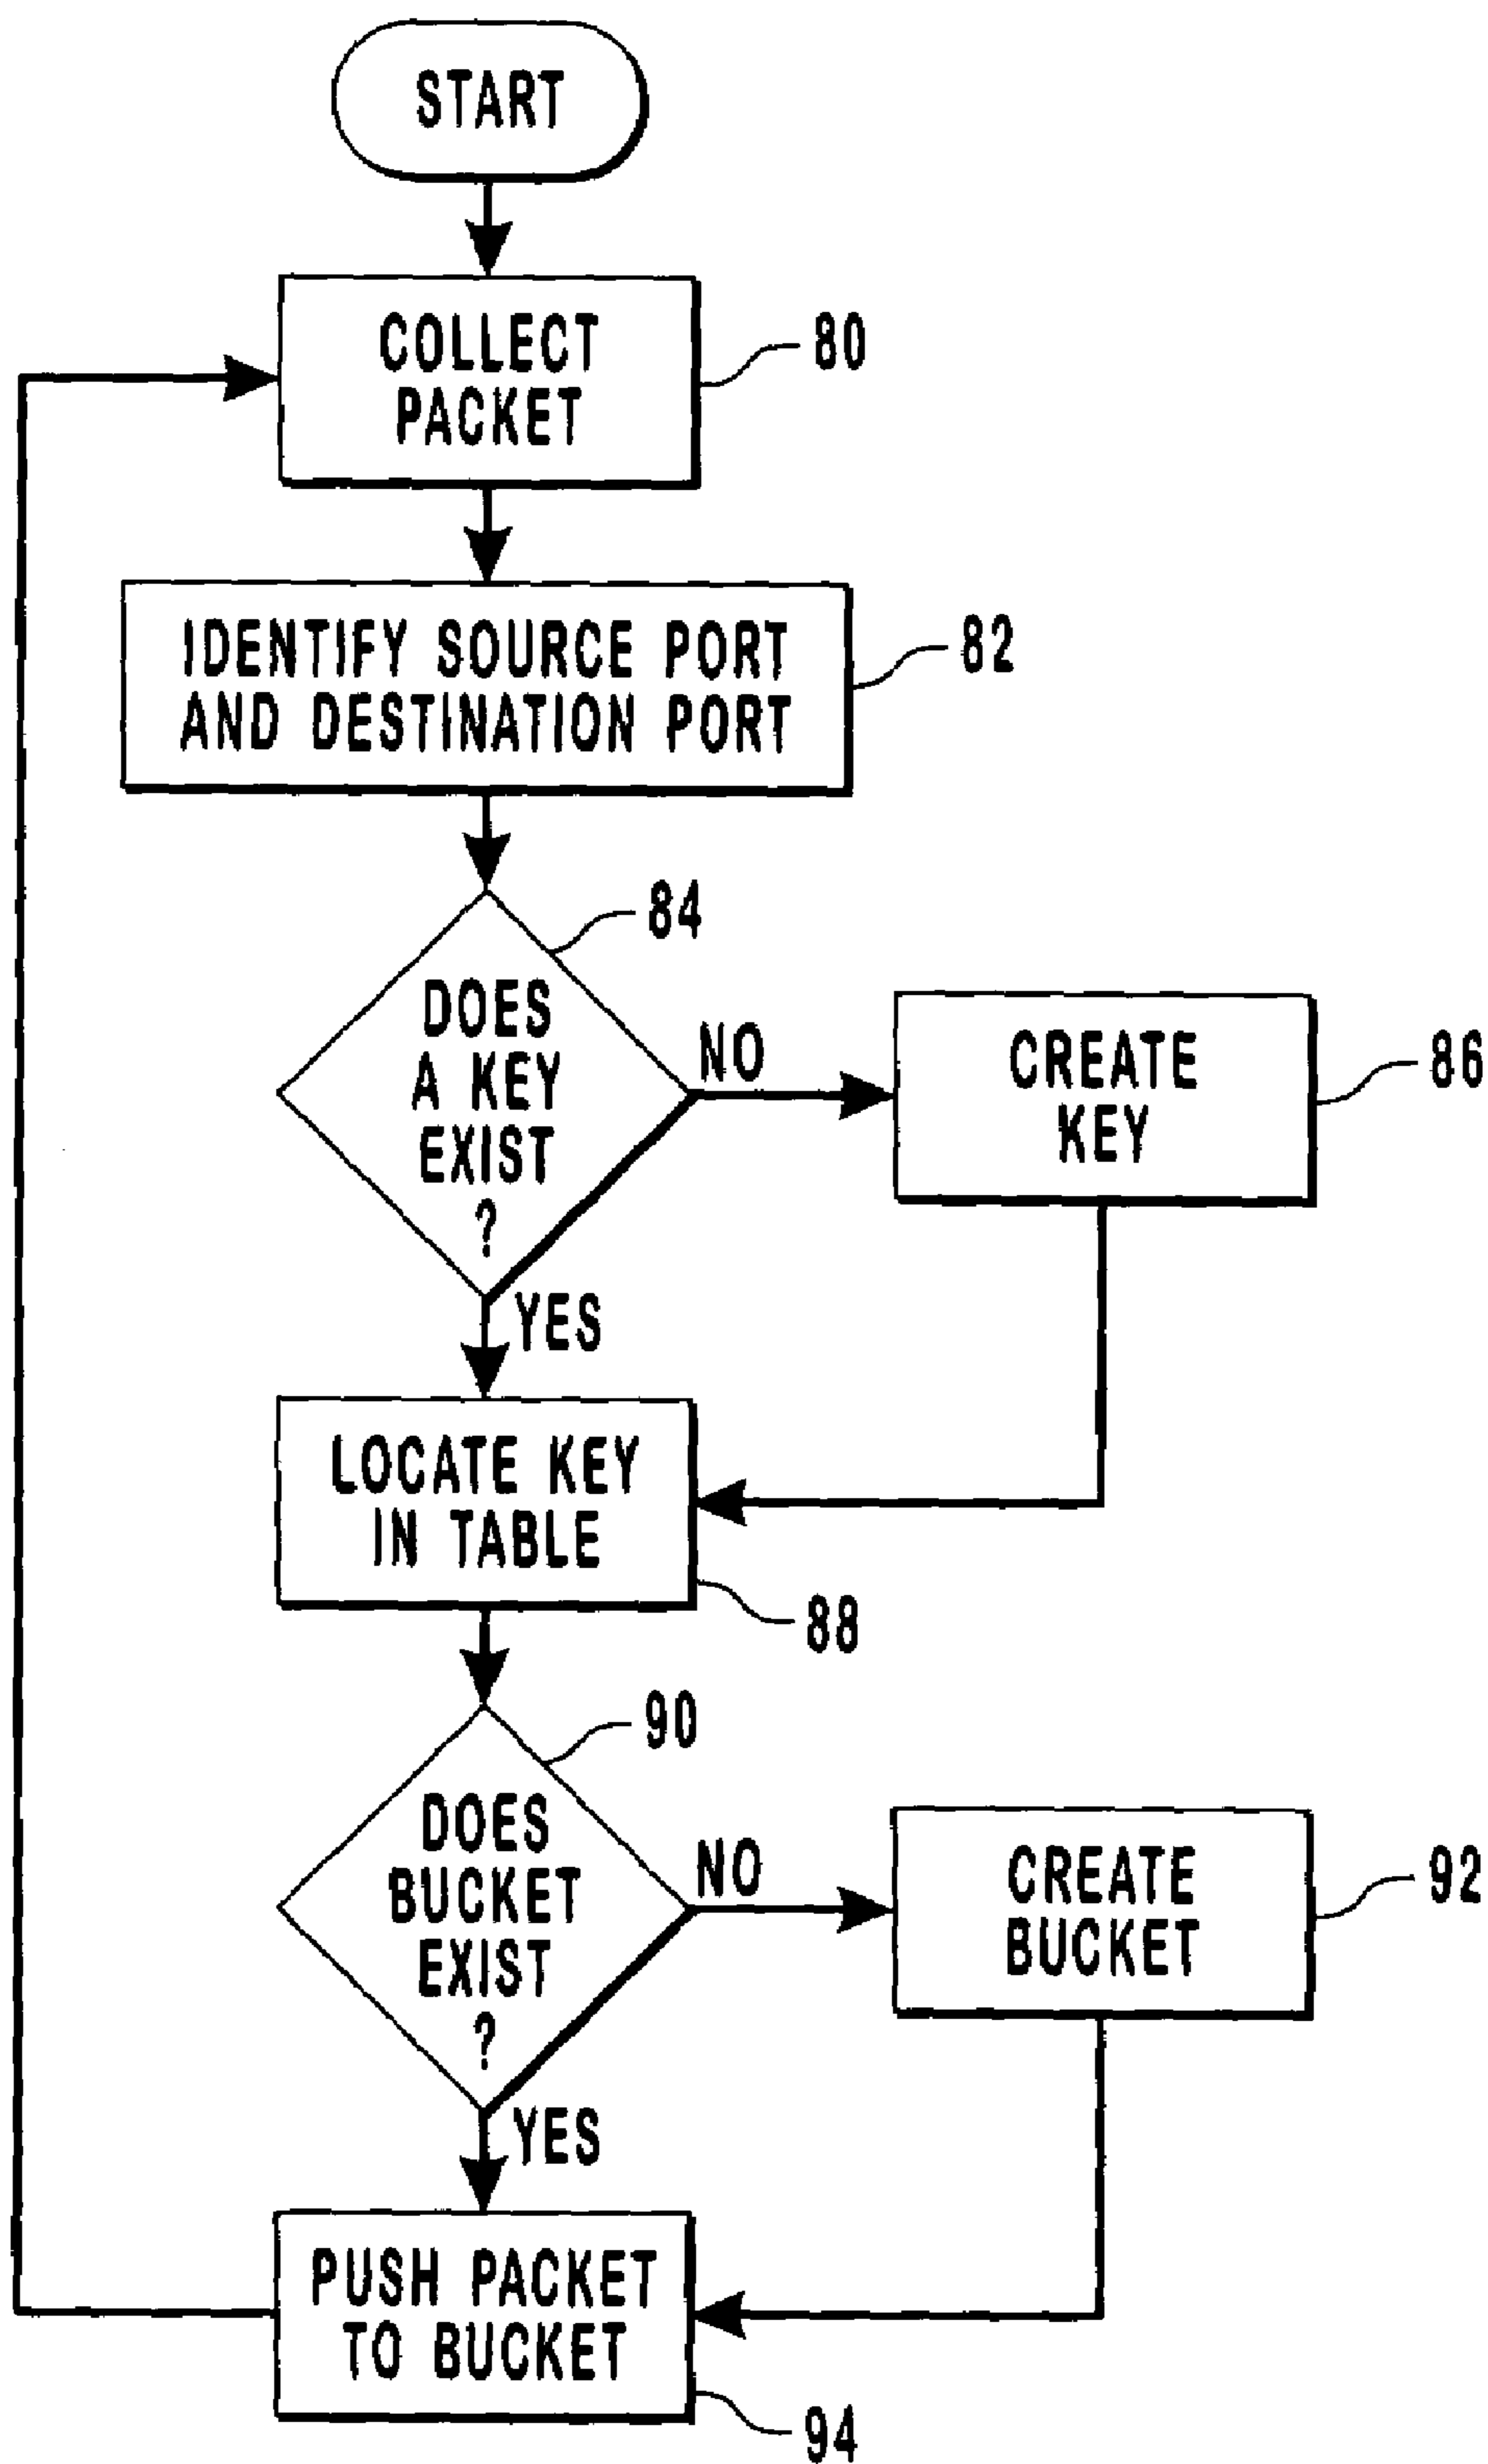 START
COLLECT
PACKET
80
IDENTIFY SOURCE PORT
AND DESTINATION PORT
82
84
DOES
A KEY
EXIST
?
NO
CREATE
KEY
86
YES
LOCATE KEY
IN TABLE
88
90
DOES
BUCKET
EXIST
?
NO
CREATE
BUCKET
92
YES
PUSH PACKET
TO BUCKET
94